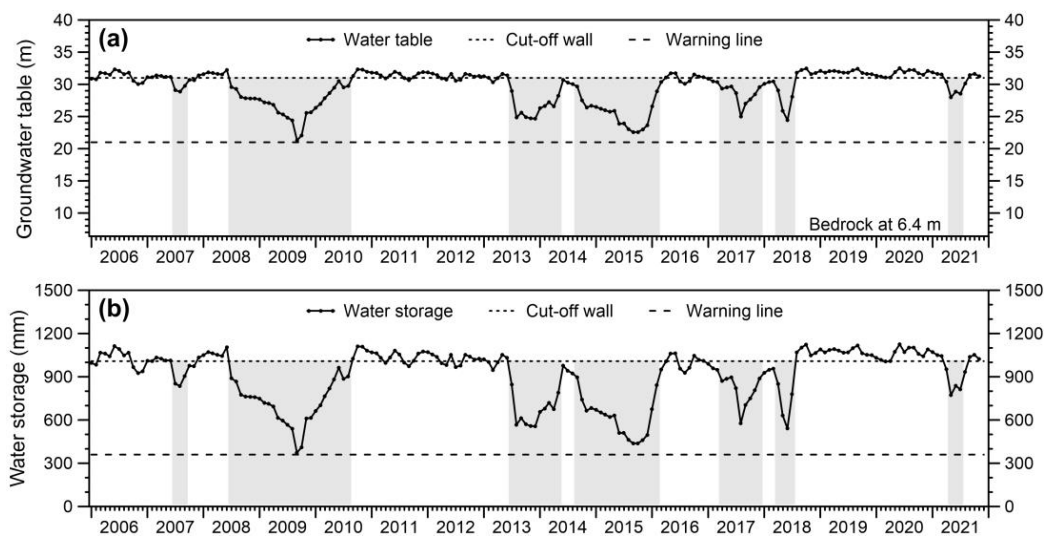 (a)
Water table
Cut-off wall
Warning line
Groundwater table (m)
40
35
30
25
20
15
10
40
35
30
25
20
15
10
Bedrock at 6.4 m
2006 2007 2008 2009 2010 2011 2012 2013 2014 2015 2016 2017 2018 2019 2020 2021
(b)
Water storage
Cut-off wall
Warning line
Water storage (mm)
1500
1200
900
600
300
0
1500
1200
900
600
300
0
2006 2007 2008 2009 2010 2011 2012 2013 2014 2015 2016 2017 2018 2019 2020 2021